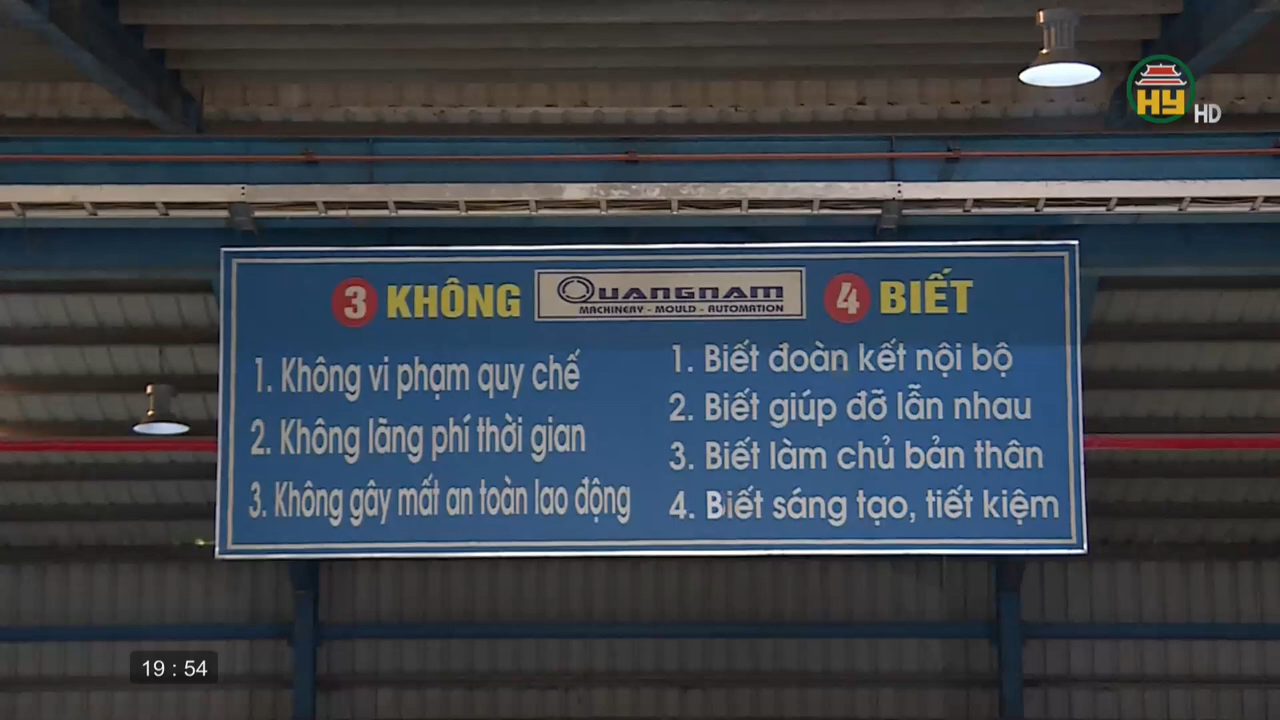 HY HD
3 KHÔNG
QUANGNAM
MACHINERY - MOULD - AUTOMATION
4 BIẾT
1. Không vi phạm quy chế
2. Không lãng phí thời gian
3. Không gây mất an toàn lao động
1. Biết đoàn kết nội bộ
2. Biết giúp đỡ lẫn nhau
3. Biết làm chủ bản thân
4. Biết sáng tạo, tiết kiệm
19 : 54